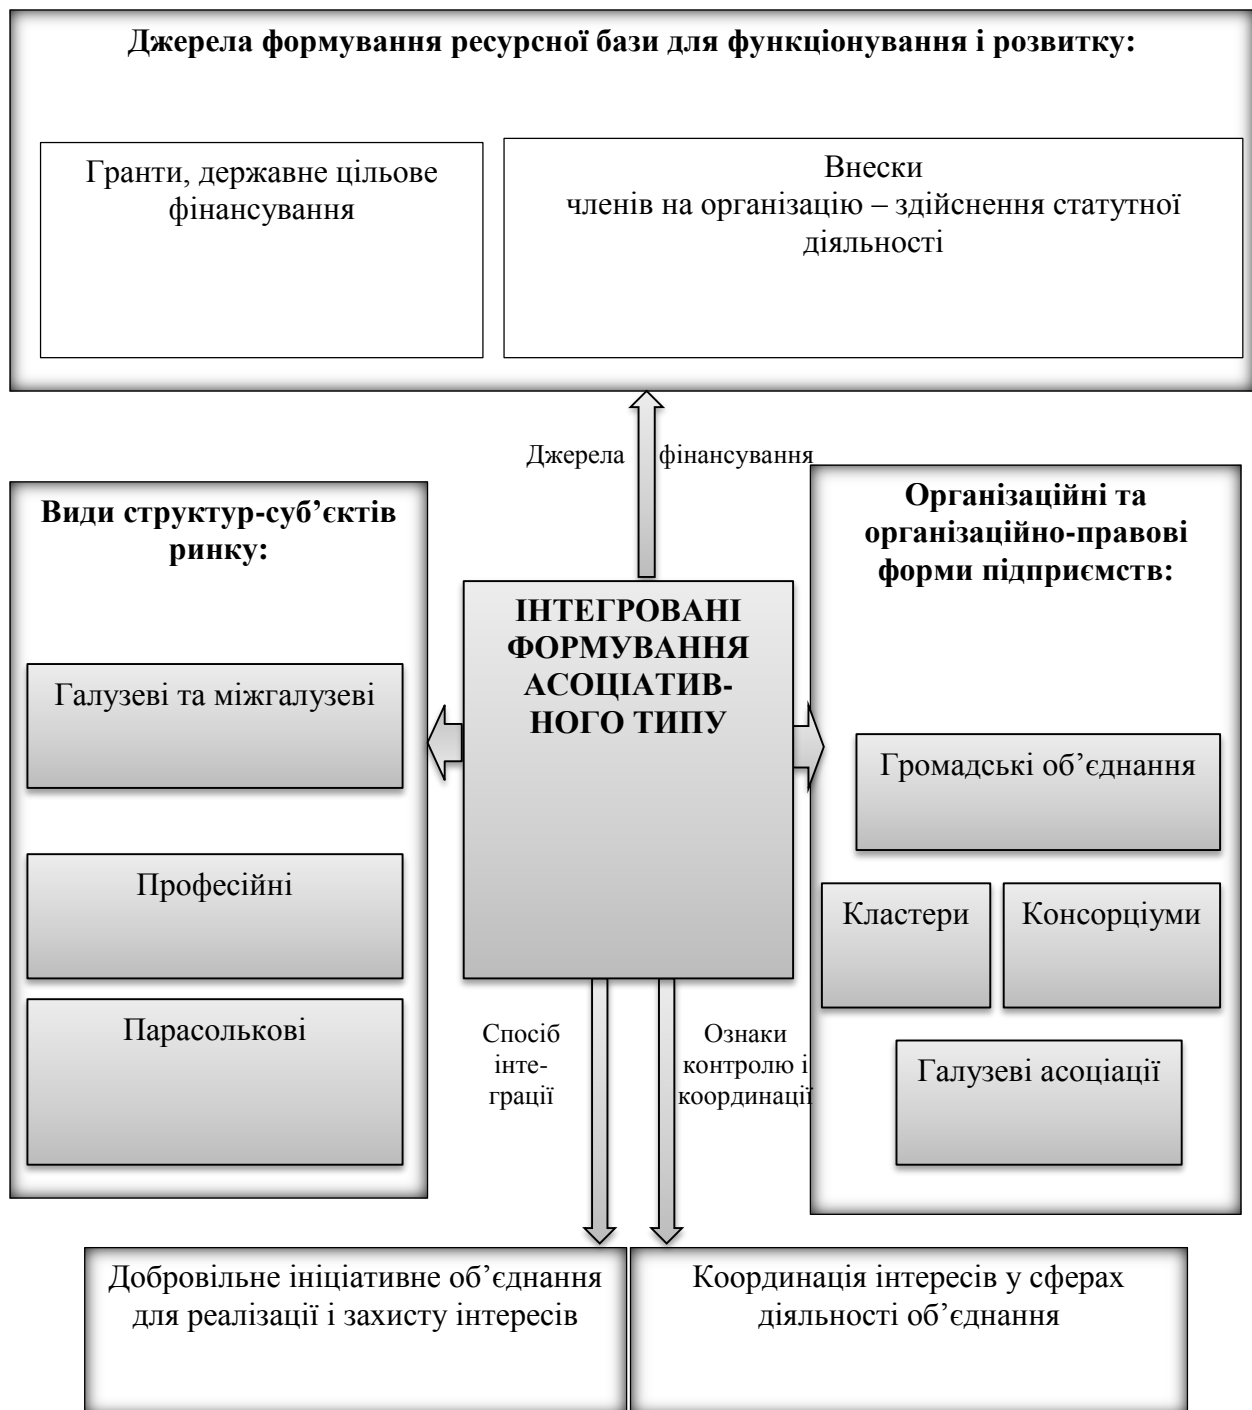 Джерела формування ресурсної бази для функціонування і розвитку:
Гранти, державне цільове
фінансування
Внески
членів на організацію – здійснення статутної
діяльності
Джерела фінансування
Види структур-суб’єктів
ринку:
Галузеві та міжгалузеві
Професійні
Парасолькові
ІНТЕГРОВАНІ
ФОРМУВАННЯ
АСОЦІАТИВ-
НОГО ТИПУ
Організаційні та
організаційно-правові
форми підприємств:
Громадські об’єднання
Кластери
Консорціуми
Галузеві асоціації
Спосіб
інте-
грації
Ознаки
контролю і
координації
Добровільне ініціативне об’єднання
для реалізації і захисту інтересів
Координація інтересів у сферах
діяльності об’єднання